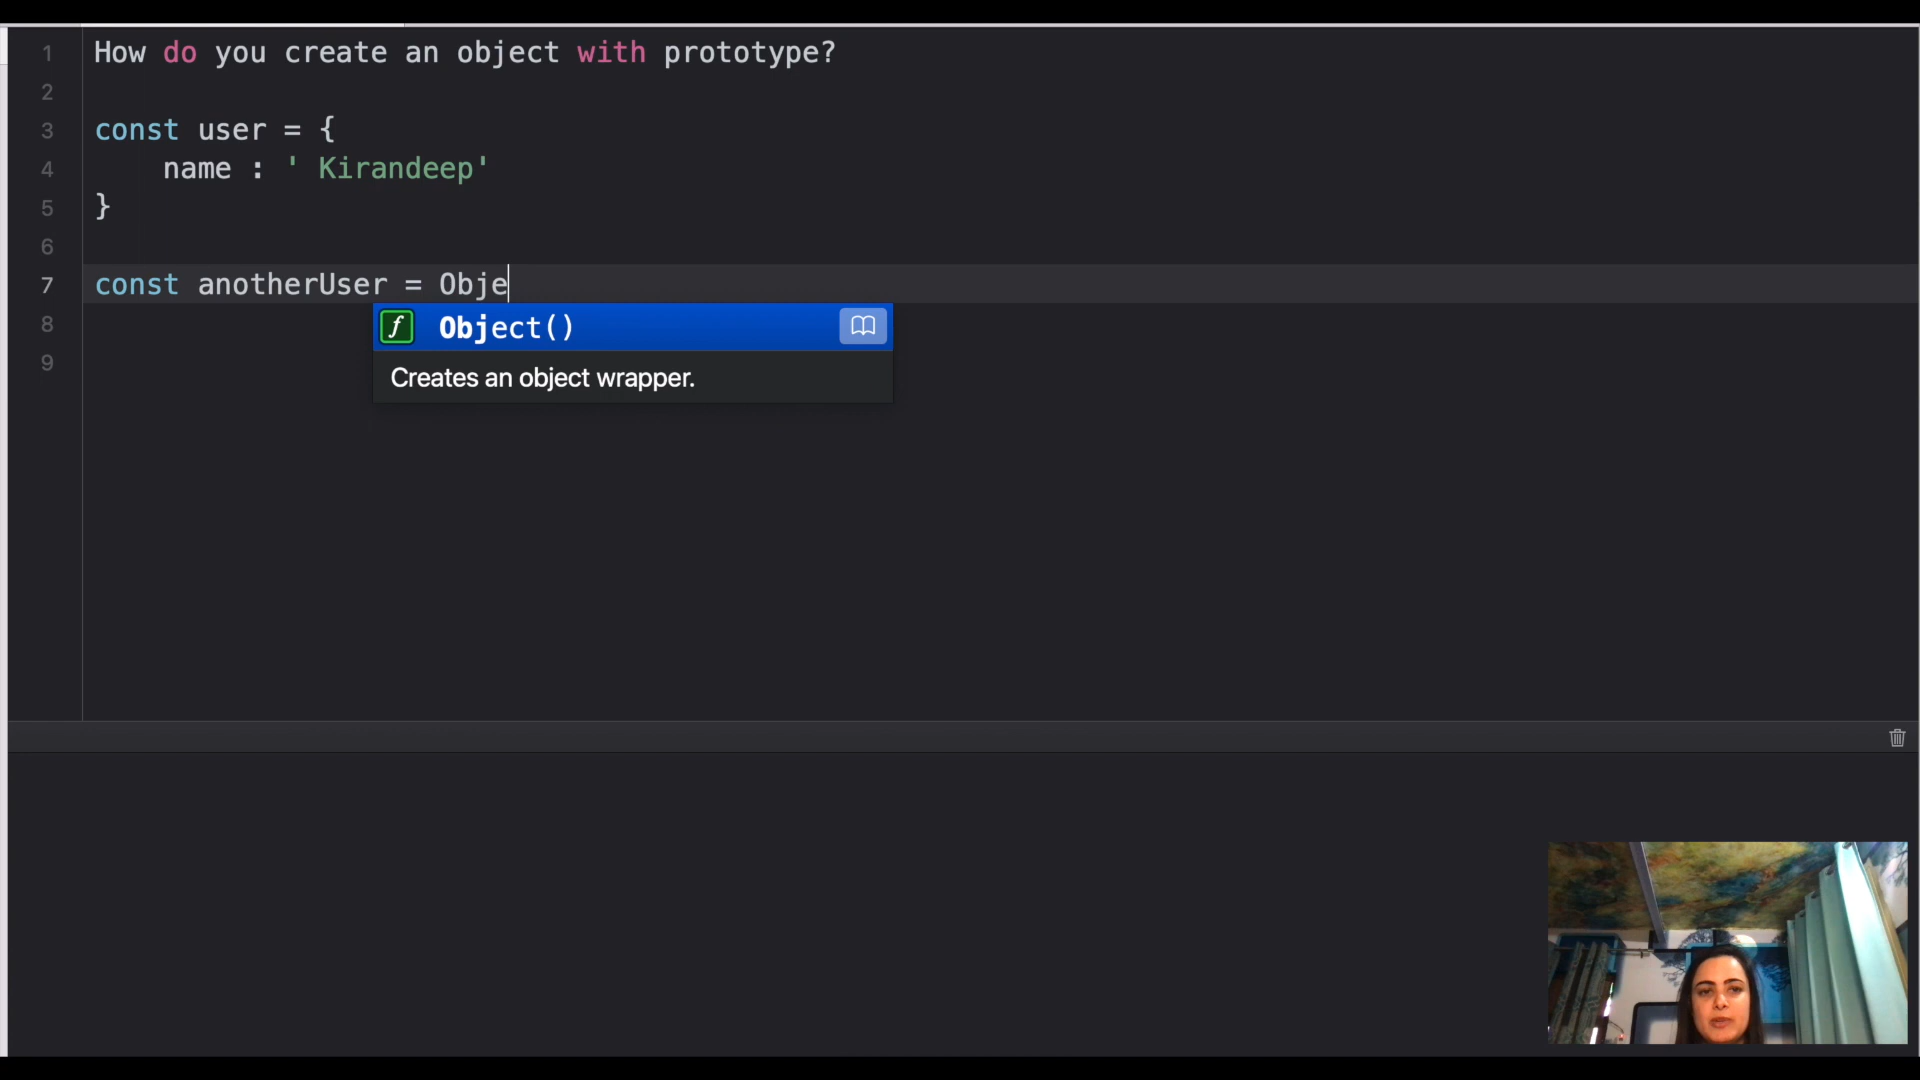 1 How do you create an object with prototype?
2
3 const user = {
4 name : ' Kirandeep'
5 }
6
7 const anotherUser = Obje
f Object()
8
Creates an object wrapper.
9